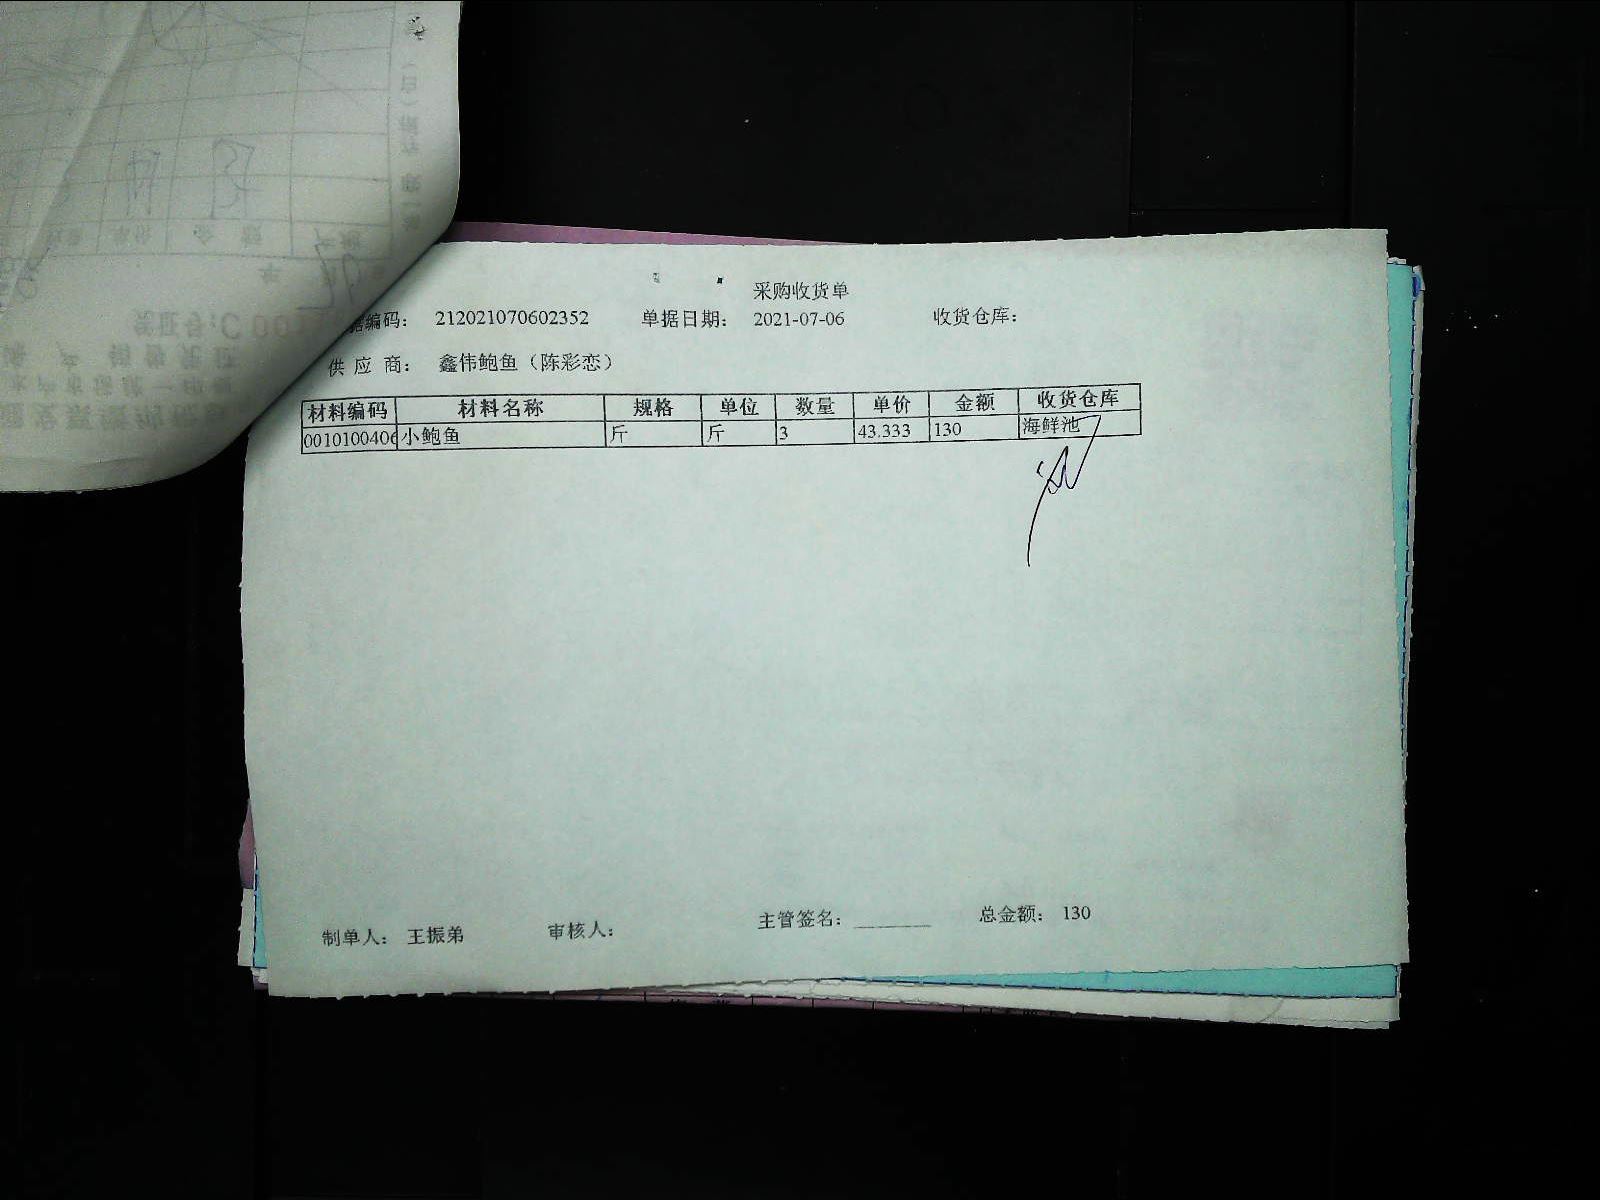 采购收货单
据编码： 212021070602352 单据日期： 2021-07-06 收货仓库：
供 应 商： 鑫伟鲍鱼（陈彩恋）
材料编码 材料名称 规格 单位 数量 单价 金额 收货仓库
0010100406 小鲍鱼 斤 斤 3 43.333 130 海鲜池
制单人： 王振弟 审核人： 主管签名： ________ 总金额： 130